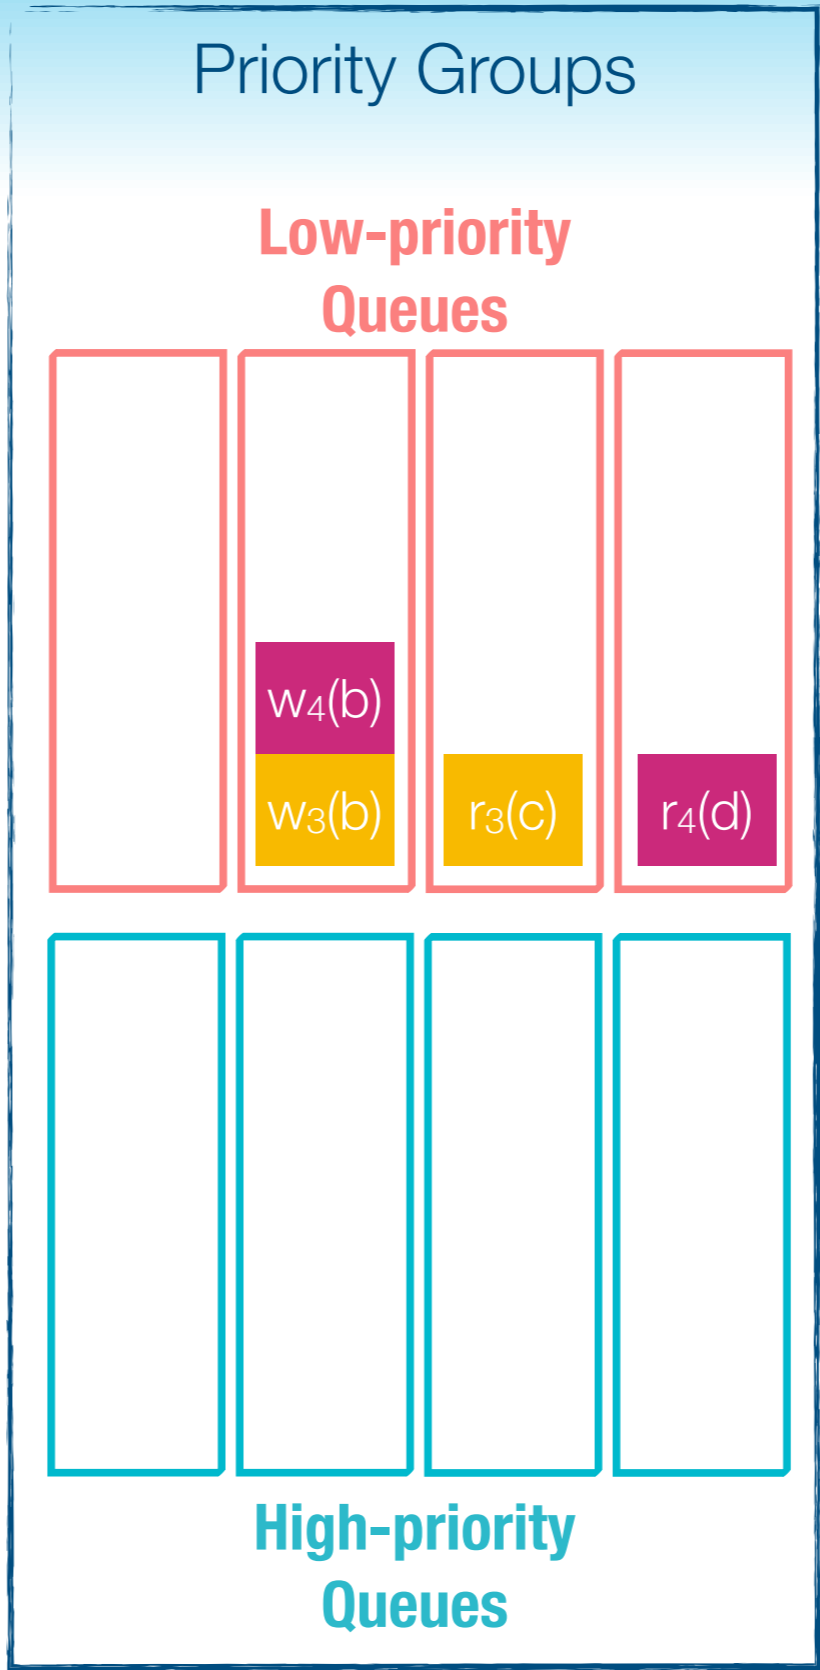 Priority Groups
Low-priority
Queues
w₄(b)
w₃(b) r₃(c) r₄(d)
High-priority
Queues